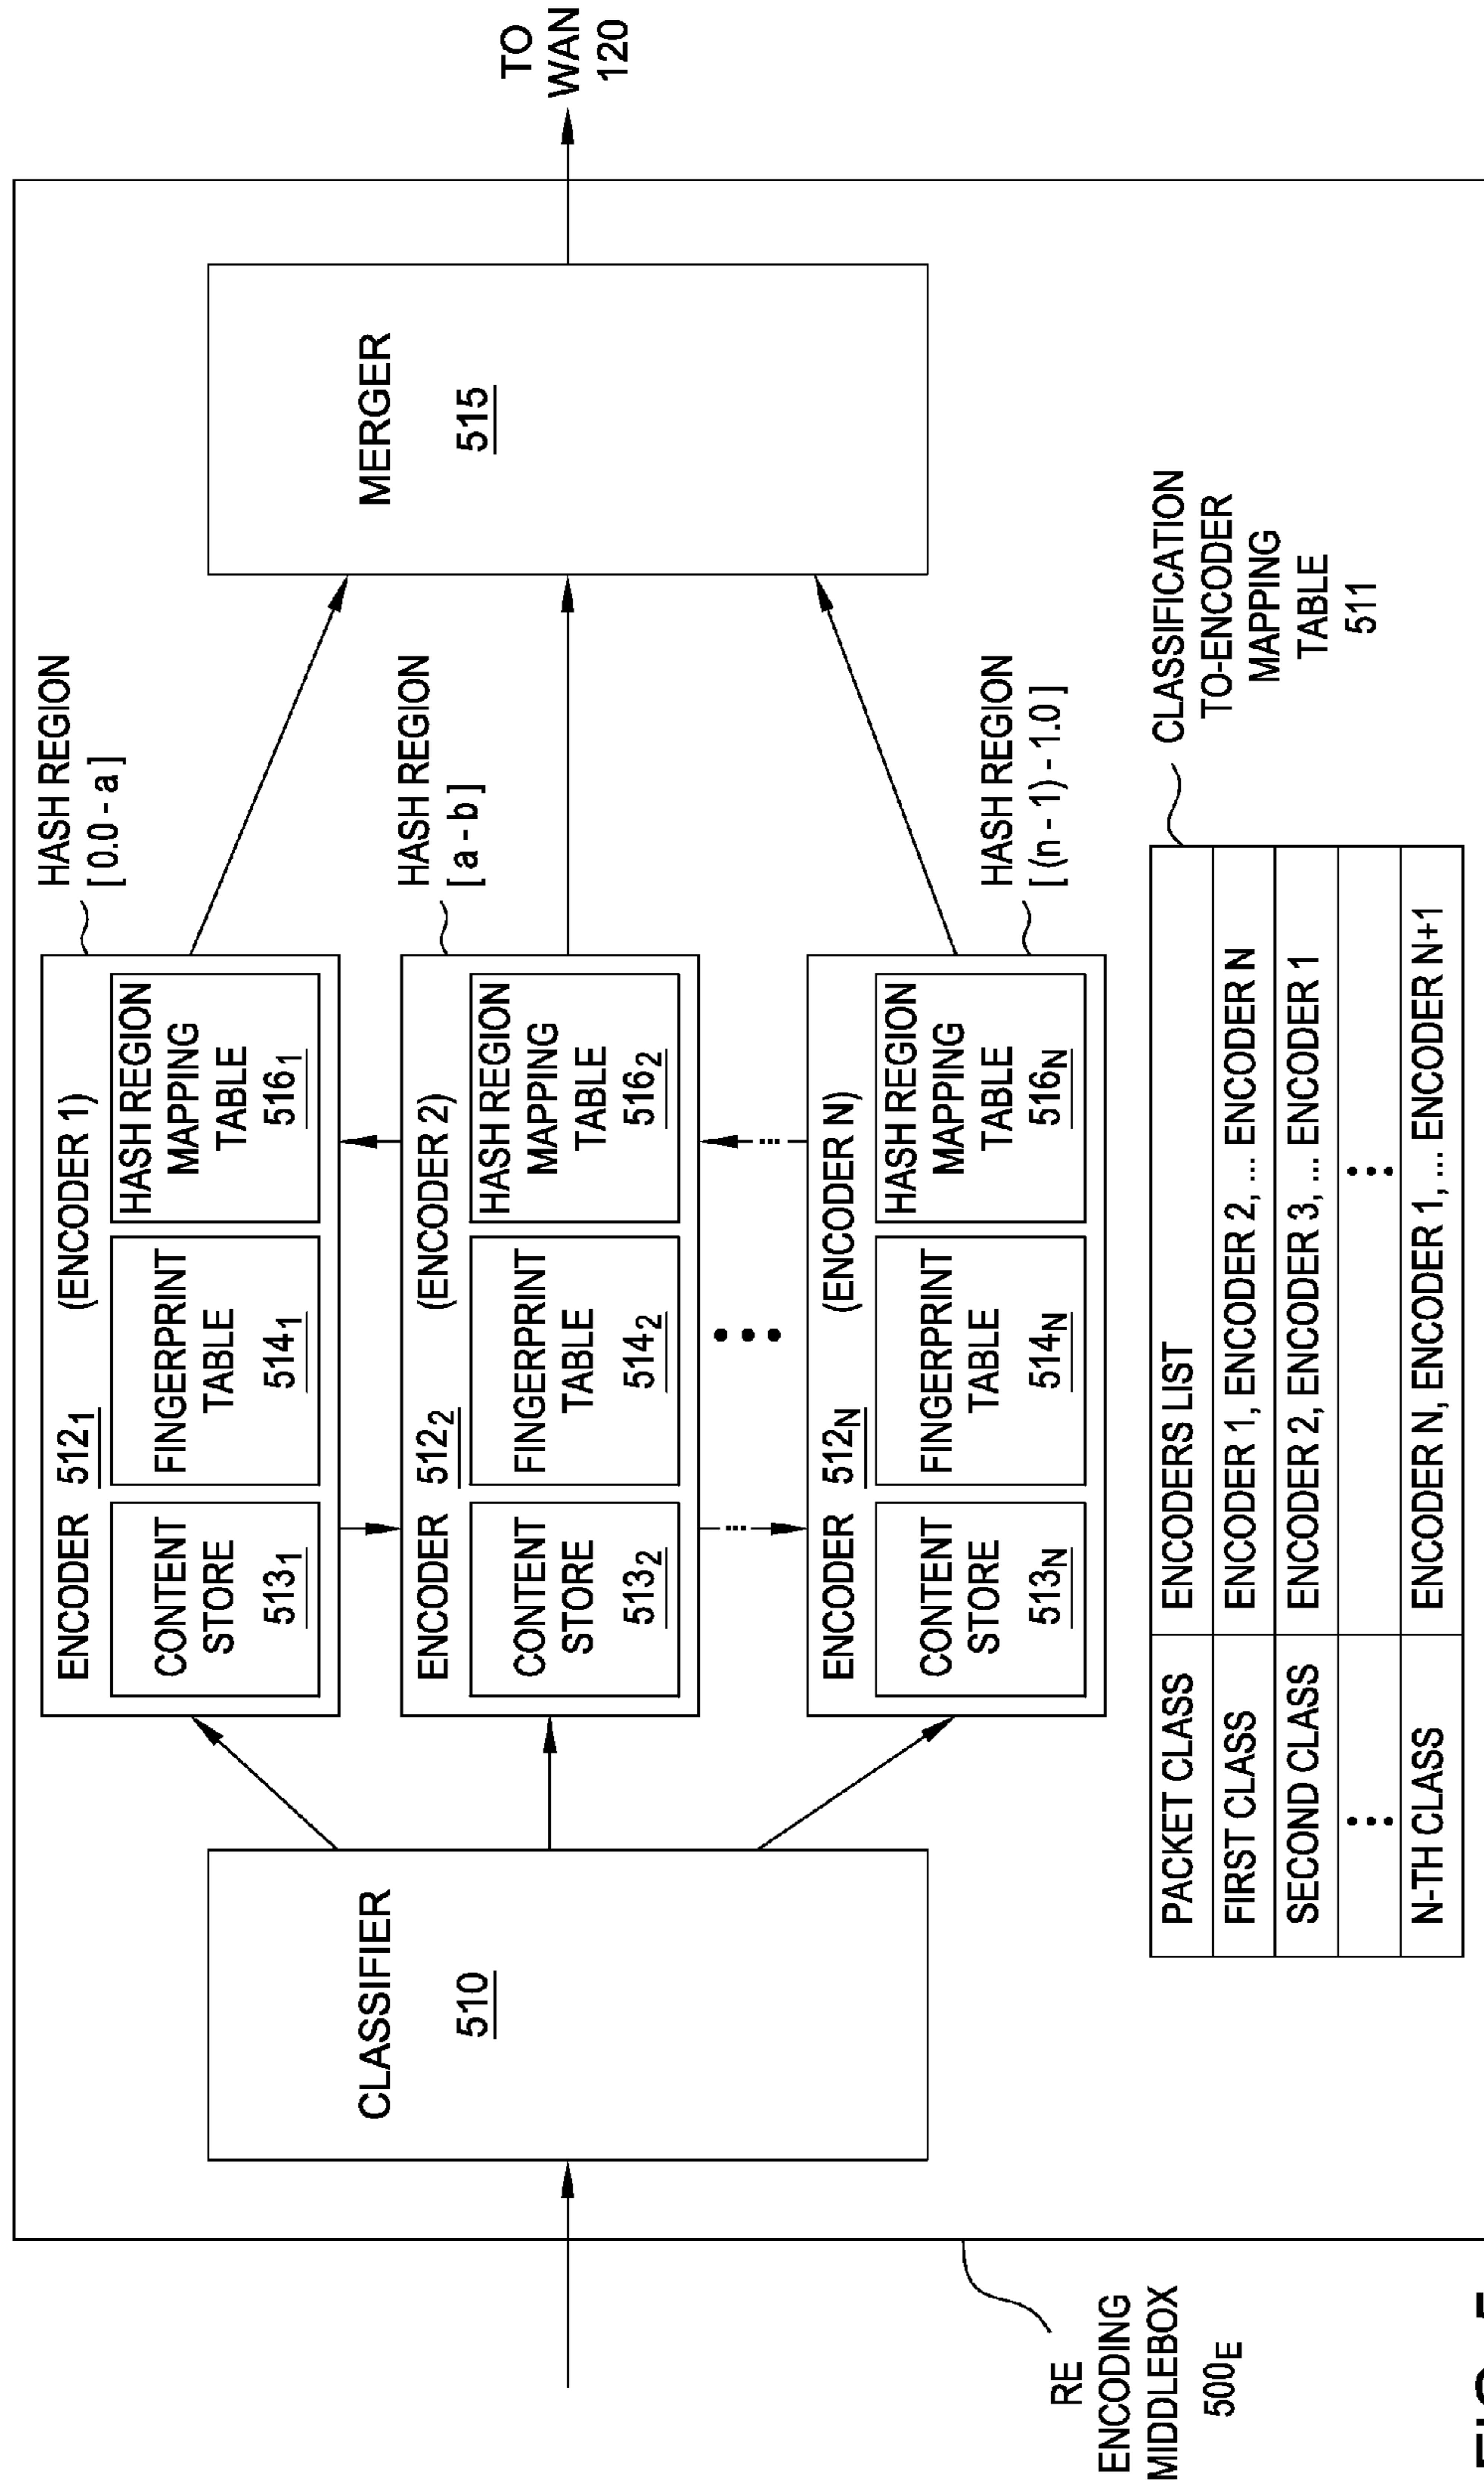 RE
ENCODING
MIDDLEBOX
500E
CLASSIFIER
510
ENCODER 512₁ (ENCODER 1)
CONTENT
STORE
513₁
FINGERPRINT
TABLE
514₁
HASH REGION
MAPPING
TABLE
516₁
HASH REGION
[ 0.0 - a ]
ENCODER 512₂ (ENCODER 2)
CONTENT
STORE
513₂
FINGERPRINT
TABLE
514₂
HASH REGION
MAPPING
TABLE
516₂
HASH REGION
[ a - b ]
ENCODER 512N (ENCODER N)
CONTENT
STORE
513N
FINGERPRINT
TABLE
514N
HASH REGION
MAPPING
TABLE
516N
HASH REGION
[ (n - 1) - 1.0 ]
MERGER
515
TO
WAN
120
PACKET CLASS ENCODERS LIST
FIRST CLASS ENCODER 1, ENCODER 2, ... ENCODER N
SECOND CLASS ENCODER 2, ENCODER 3, ... ENCODER 1
N-TH CLASS ENCODER N, ENCODER 1, ... ENCODER N+1
CLASSIFICATION
TO-ENCODER
MAPPING
TABLE
511